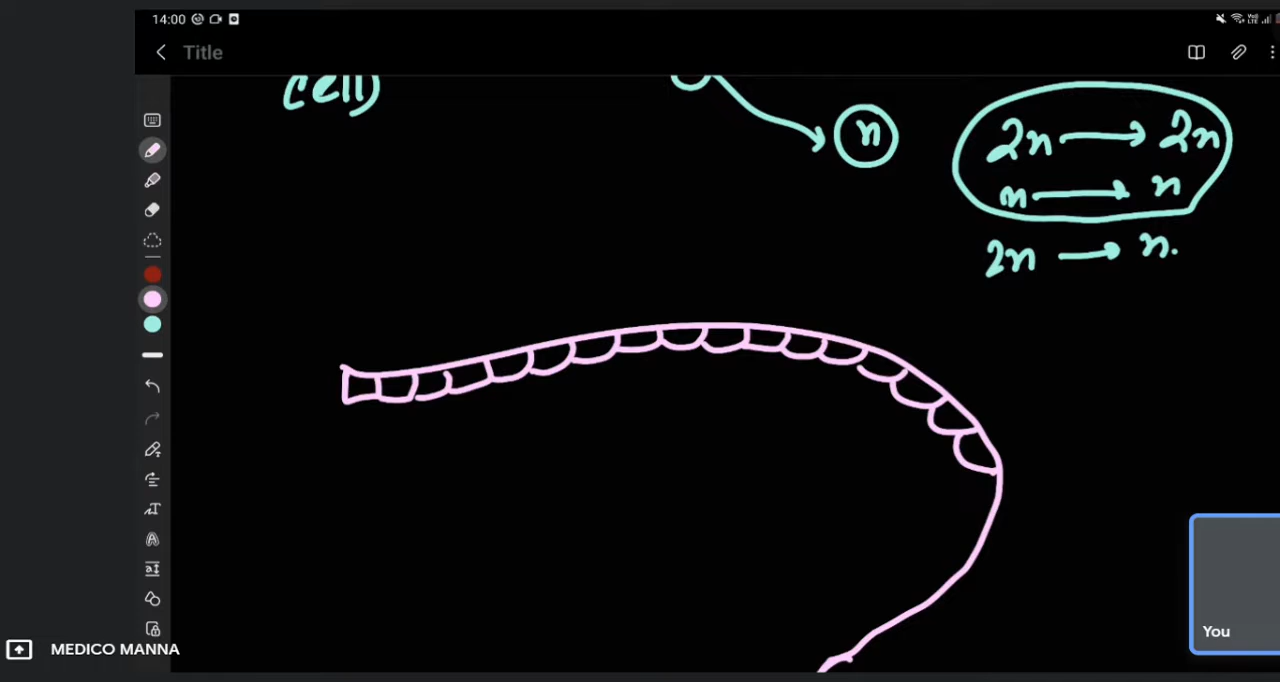 14:00
Title
cell)
n
2n → 2n
n → n
2n → n.
You
MEDICO MANNA